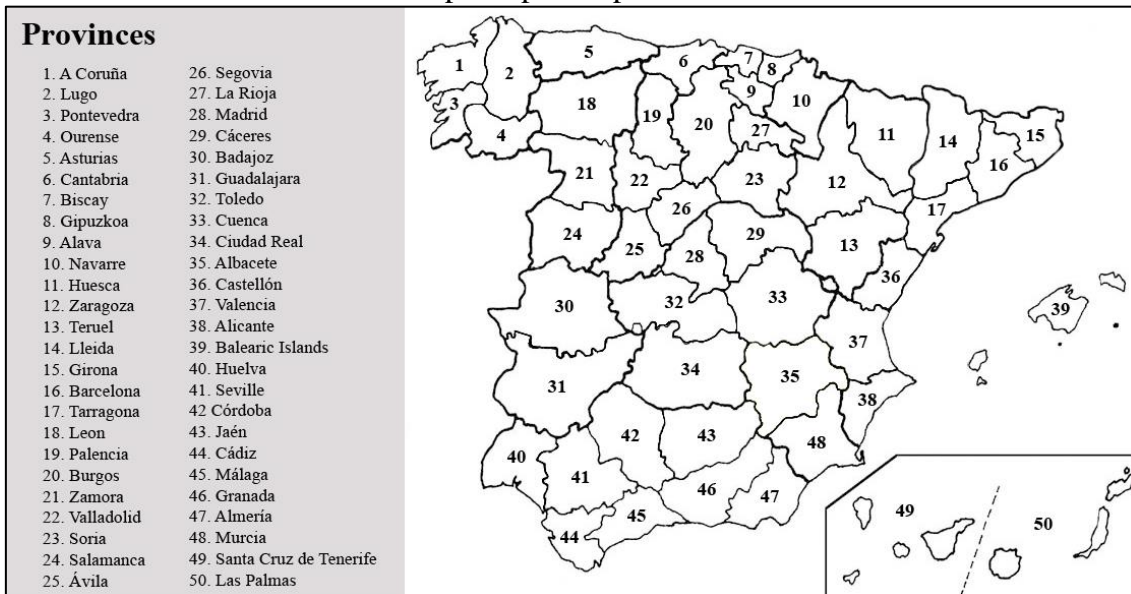 Provinces
1. A Coruña
2. Lugo
3. Pontevedra
4. Ourense
5. Asturias
6. Cantabria
7. Biscay
8. Gipuzkoa
9. Alava
10. Navarre
11. Huesca
12. Zaragoza
13. Teruel
14. Lleida
15. Girona
16. Barcelona
17. Tarragona
18. Leon
19. Palencia
20. Burgos
21. Zamora
22. Valladolid
23. Soria
24. Salamanca
25. Ávila
26. Segovia
27. La Rioja
28. Madrid
29. Cáceres
30. Badajoz
31. Guadalajara
32. Toledo
33. Cuenca
34. Ciudad Real
35. Albacete
36. Castellón
37. Valencia
38. Alicante
39. Balearic Islands
40. Huelva
41. Seville
42 Córdoba
43. Jaén
44. Cádiz
45. Málaga
46. Granada
47. Almería
48. Murcia
49. Santa Cruz de Tenerife
50. Las Palmas
1
2
3
4
5
6
7
8
9
10
11
12
13
14
15
16
17
18
19
20
21
22
23
24
25
26
27
28
29
30
31
32
33
34
35
36
37
38
39
40
41
42
43
44
45
46
47
48
49
50